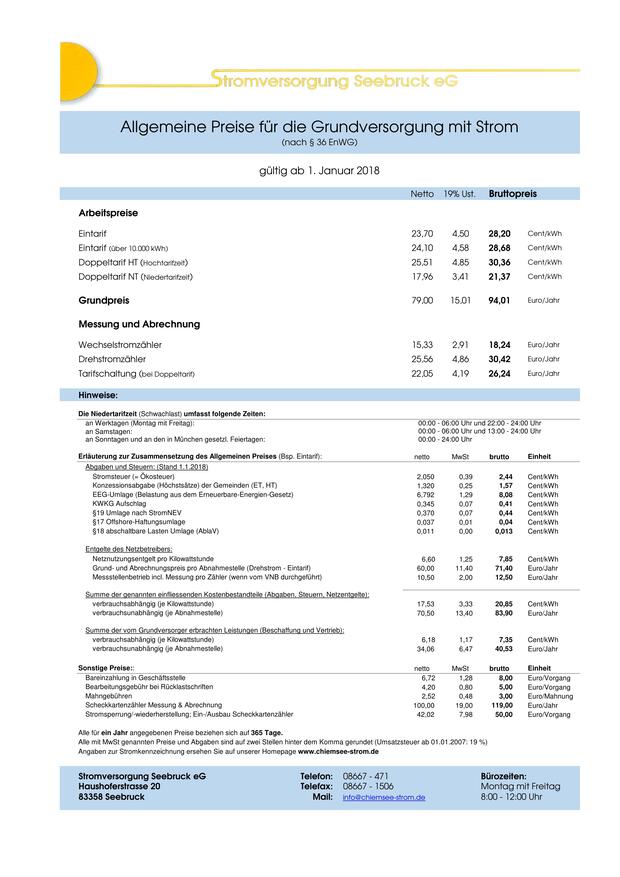 Stromversorgung Seebruck eG
Allgemeine Preise für die Grundversorgung mit Strom
(nach § 36 EnWG)
gültig ab 1. Januar 2018
Netto 19% Ust. Bruttopreis
Arbeitspreise
Eintarif 23,70 4,50 28,20 Cent/kWh
Eintarif (über 10.000 kWh) 24,10 4,58 28,68 Cent/kWh
Doppeltarif HT (Hochtarifzeit) 25,51 4,85 30,36 Cent/kWh
Doppeltarif NT (Niedertarifzeit) 17,96 3,41 21,37 Cent/kWh
Grundpreis 79,00 15,01 94,01 Euro/Jahr
Messung und Abrechnung
Wechselstromzähler 15,33 2,91 18,24 Euro/Jahr
Drehstromzähler 25,56 4,86 30,42 Euro/Jahr
Tarifschaltung (bei Doppeltarif) 22,05 4,19 26,24 Euro/Jahr
Hinweise:
Die Niedertarifzeit (Schwachlast) umfasst folgende Zeiten:
an Werktagen (Montag mit Freitag): 00:00 - 06:00 Uhr und 22:00 - 24:00 Uhr
an Samstagen: 00:00 - 06:00 Uhr und 13:00 - 24:00 Uhr
an Sonntagen und an den in München gesetzl. Feiertagen: 00:00 - 24:00 Uhr
Erläuterung zur Zusammensetzung des Allgemeinen Preises (Bsp. Eintarif): netto MwSt brutto Einheit
Abgaben und Steuern: (Stand 1.1.2018)
Stromsteuer (= Ökosteuer) 2,050 0,39 2,44 Cent/kWh
Konzessionsabgabe (Höchstsätze) der Gemeinden (ET, HT) 1,320 0,25 1,57 Cent/kWh
EEG-Umlage (Belastung aus dem Erneuerbare-Energien-Gesetz) 6,792 1,29 8,08 Cent/kWh
KWKG Aufschlag 0,345 0,07 0,41 Cent/kWh
§19 Umlage nach StromNEV 0,370 0,07 0,44 Cent/kWh
§17 Offshore-Haftungsumlage 0,037 0,01 0,04 Cent/kWh
§18 abschaltbare Lasten Umlage (AblaV) 0,011 0,00 0,013 Cent/kWh
Entgelte des Netzbetreibers:
Netznutzungsentgelt pro Kilowattstunde 6,60 1,25 7,85 Cent/kWh
Grund- und Abrechnungspreis pro Abnahmestelle (Drehstrom - Eintarif) 60,00 11,40 71,40 Euro/Jahr
Messstellenbetrieb incl. Messung pro Zähler (wenn vom VNB durchgeführt) 10,50 2,00 12,50 Euro/Jahr
Summe der genannten einfliessenden Kostenbestandteile (Abgaben, Steuern, Netzentgelte):
verbrauchsabhängig (je Kilowattstunde) 17,53 3,33 20,85 Cent/kWh
verbrauchsunabhängig (je Abnahmestelle) 70,50 13,40 83,90 Euro/Jahr
Summe der vom Grundversorger erbrachten Leistungen (Beschaffung und Vertrieb):
verbrauchsabhängig (je Kilowattstunde) 6,18 1,17 7,35 Cent/kWh
verbrauchsunabhängig (je Abnahmestelle) 34,06 6,47 40,53 Euro/Jahr
Sonstige Preise:: netto MwSt brutto Einheit
Bareinzahlung in Geschäftsstelle 6,72 1,28 8,00 Euro/Vorgang
Bearbeitungsgebühr bei Rücklastschriften 4,20 0,80 5,00 Euro/Vorgang
Mahngebühren 2,52 0,48 3,00 Euro/Mahnung
Scheckkartenzähler Messung & Abrechnung 100,00 19,00 119,00 Euro/Jahr
Stromsperrung/-wiederherstellung; Ein-/Ausbau Scheckkartenzähler 42,02 7,98 50,00 Euro/Vorgang
Alle für ein Jahr angegebenen Preise beziehen sich auf 365 Tage.
Alle mit MwSt genannten Preise und Abgaben sind auf zwei Stellen hinter dem Komma gerundet (Umsatzsteuer ab 01.01.2007: 19 %)
Angaben zur Stromkennzeichnung ersehen Sie auf unserer Homepage www.chiemsee-strom.de
Stromversorgung Seebruck eG Telefon: 08667 - 471 Bürozeiten:
Haushoferstrasse 20 Telefax: 08667 - 1506 Montag mit Freitag
83358 Seebruck Mail: info@chiemsee-strom.de 8:00 - 12:00 Uhr